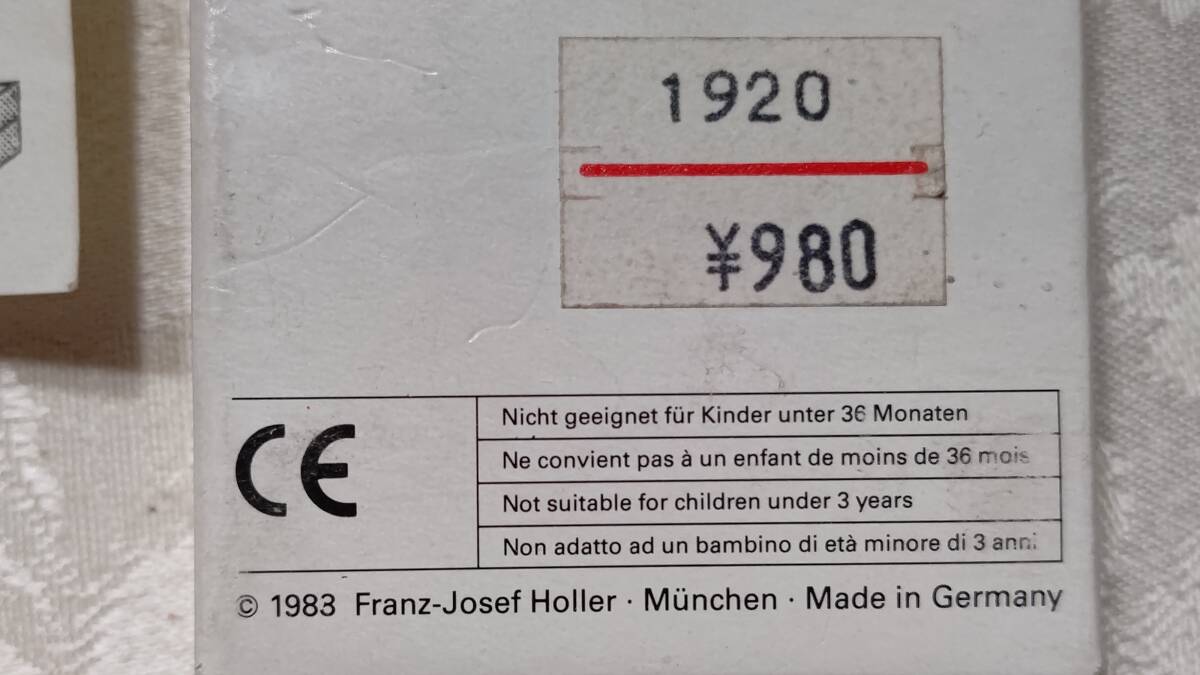 1920
¥980
CE
Nicht geeignet für Kinder unter 36 Monaten
Ne convient pas à un enfant de moins de 36 mois
Not suitable for children under 3 years
Non adatto ad un bambino di età minore di 3 anni
© 1983 Franz-Josef Holler · München · Made in Germany